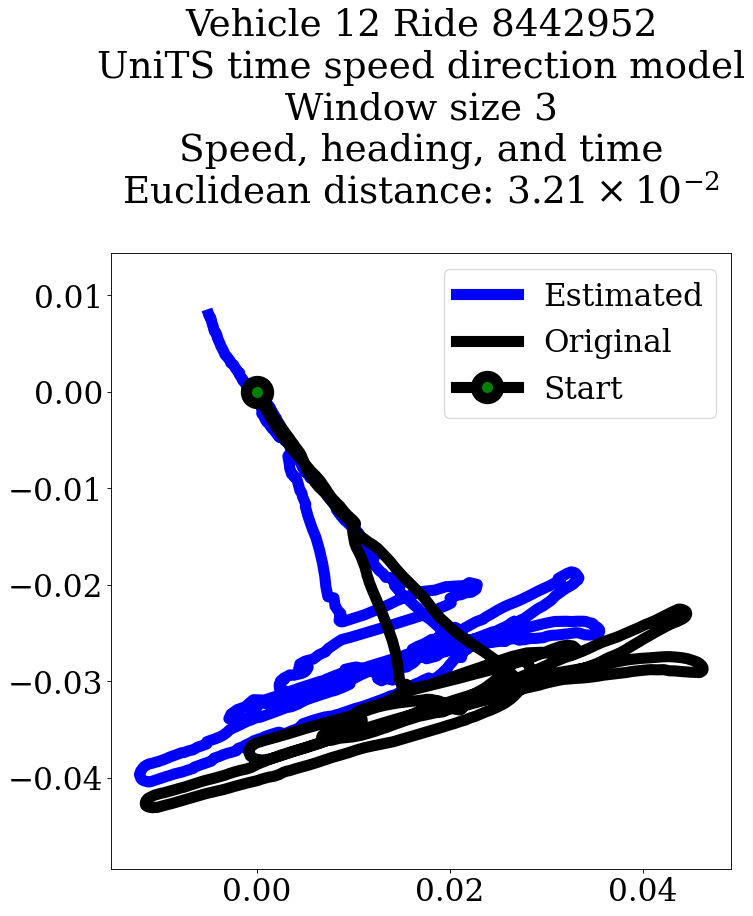 Vehicle 12 Ride 8442952
UniTS time speed direction model
Window size 3
Speed, heading, and time
Euclidean distance: 3.21 × 10⁻²
Estimated
Original
Start
0.01
0.00
−0.01
−0.02
−0.03
−0.04
0.00 0.02 0.04